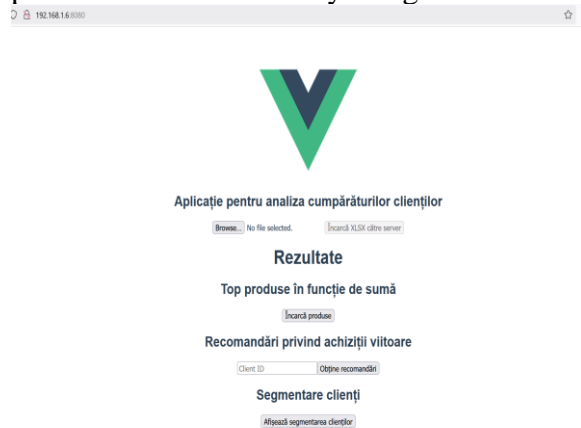 192.168.1.6:8080
Aplicație pentru analiza cumpărăturilor clienților
Browse... No file selected. Încarcă XLSX către server
Rezultate
Top produse în funcție de sumă
Încarcă produse
Recomandări privind achiziții viitoare
Client ID Obține recomandări
Segmentare clienți
Afișează segmentarea clienților